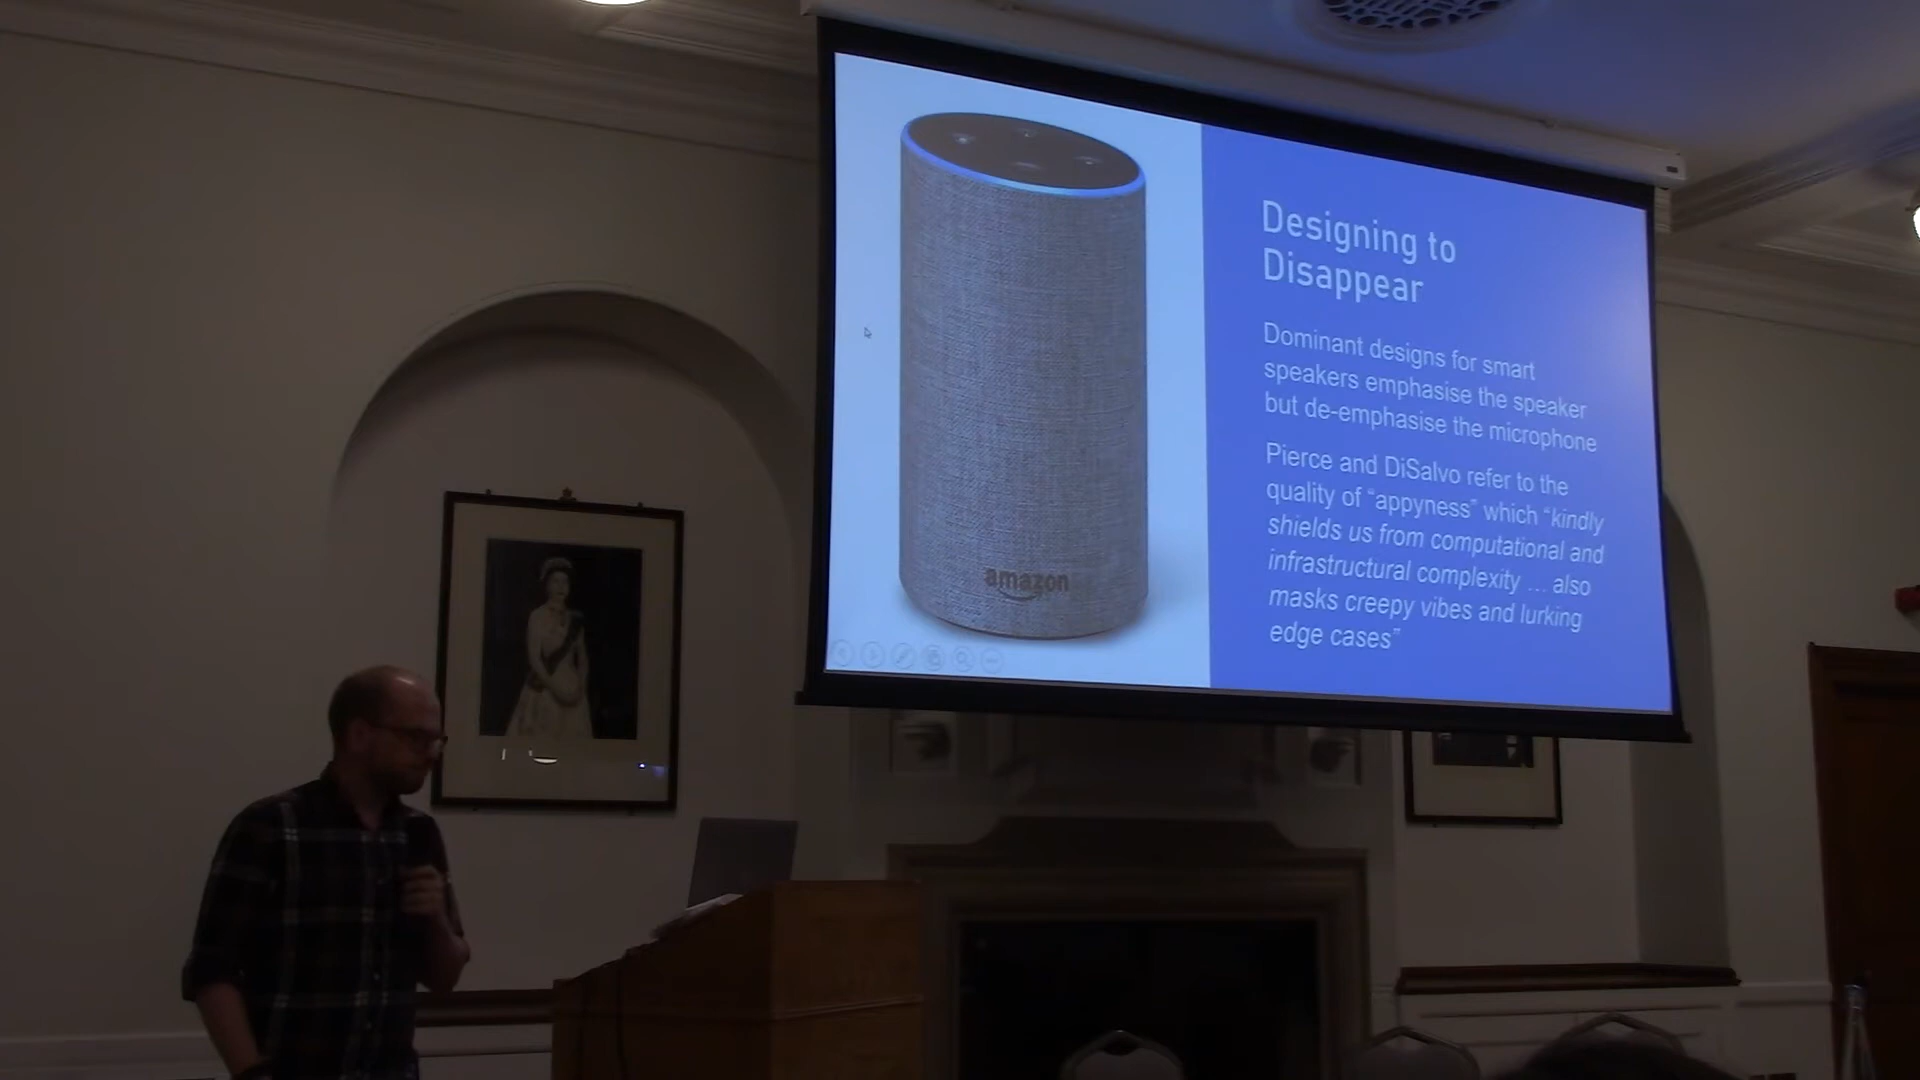 Designing to
Disappear
Dominant designs for smart
speakers emphasise the speaker
but de-emphasise the microphone
Pierce and DiSalvo refer to the
quality of “appyness” which “kindly
shields us from computational and
infrastructural complexity … also
masks creepy vibes and lurking
edge cases”
amazon